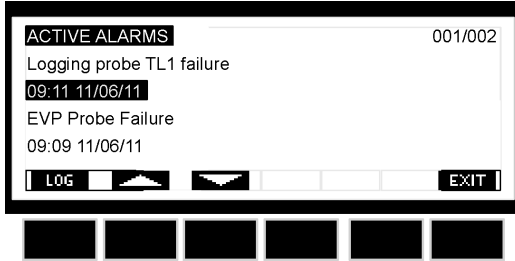 ACTIVE ALARMS 001/002
Logging probe TL1 failure
09:11 11/06/11
EVP Probe Failure
09:09 11/06/11
LOG EXIT